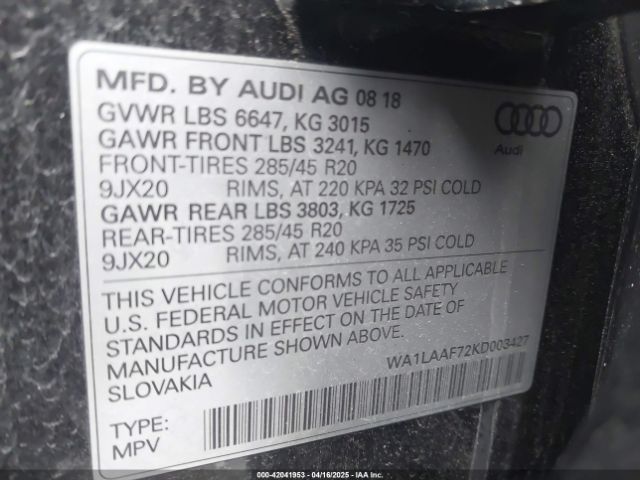 MFD. BY AUDI AG 08 18
GVWR LBS 6647, KG 3015
GAWR FRONT LBS 3241, KG 1470
FRONT-TIRES 285/45 R20
9JX20 RIMS, AT 220 KPA 32 PSI COLD
GAWR REAR LBS 3803, KG 1725
REAR-TIRES 285/45 R20
9JX20 RIMS, AT 240 KPA 35 PSI COLD
Audi
THIS VEHICLE CONFORMS TO ALL APPLICABLE
U.S. FEDERAL MOTOR VEHICLE SAFETY
STANDARDS IN EFFECT ON THE DATE OF
MANUFACTURE SHOWN ABOVE.
SLOVAKIA
WA1LAAF72KD003427
TYPE:
MPV
000-42041953 - 04/16/2025 - IAA Inc.